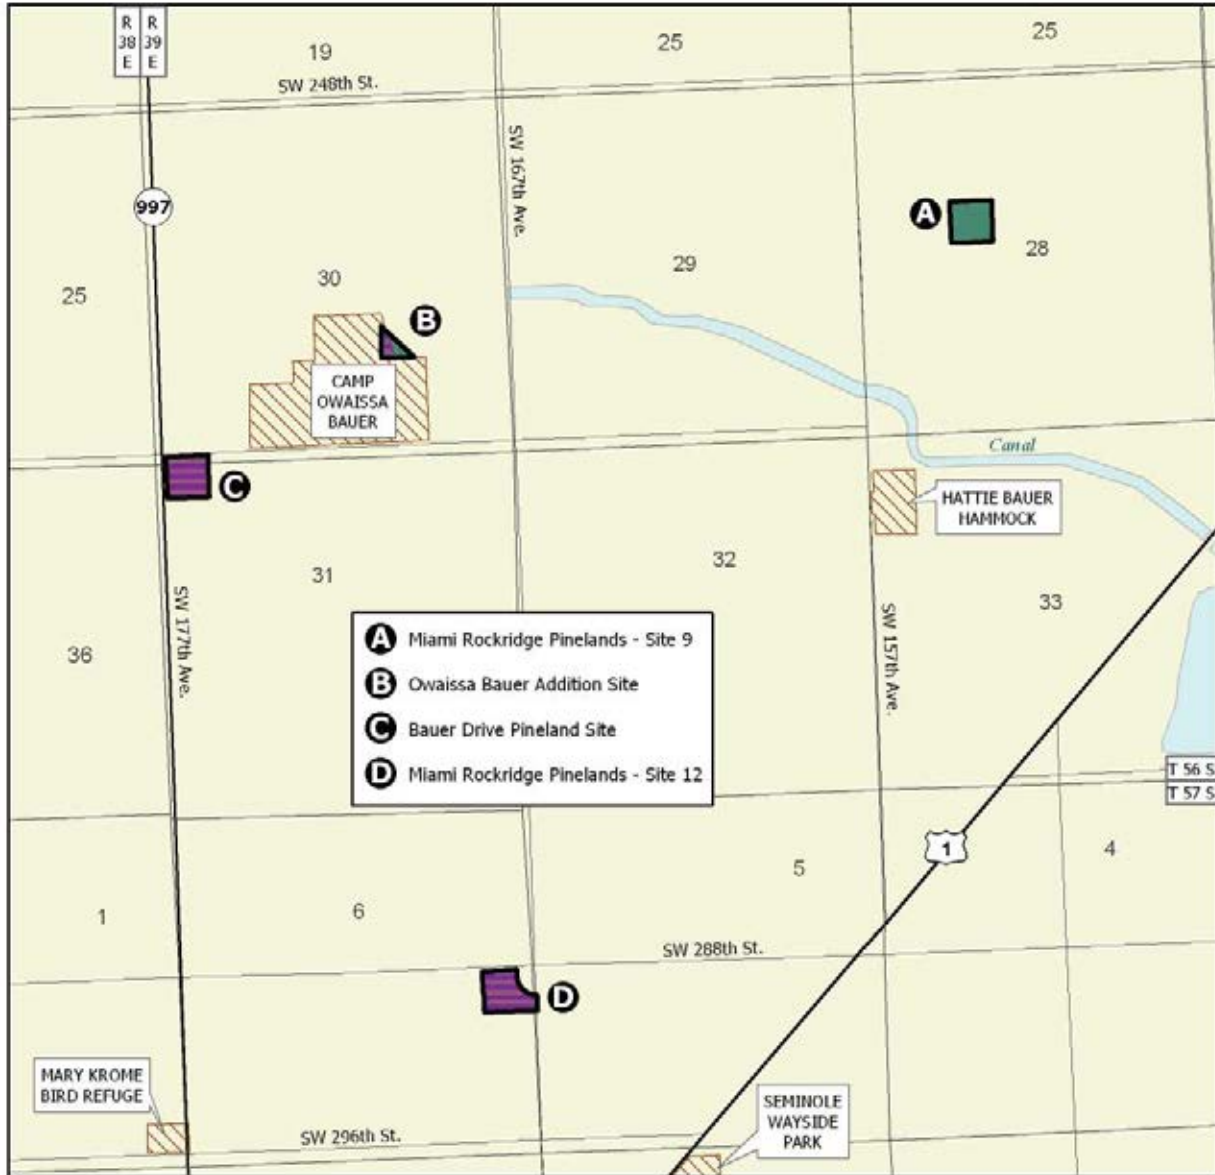 R
38
E
R
39
E
19
25
25
SW 248th St.
SW 167th Ave.
997
A
28
29
30
25
B
CAMP
OWAISSA
BAUER
Canal
C
HATTIE BAUER
HAMMOCK
32
31
33
SW 177th Ave.
SW 157th Ave.
36
A Miami Rockridge Pinelands - Site 9
B Owaissa Bauer Addition Site
C Bauer Drive Pineland Site
D Miami Rockridge Pinelands - Site 12
T 56 S
T 57 S
1
4
5
6
1
SW 288th St.
D
MARY KROME
BIRD REFUGE
SEMINOLE
WAYSIDE
PARK
SW 296th St.